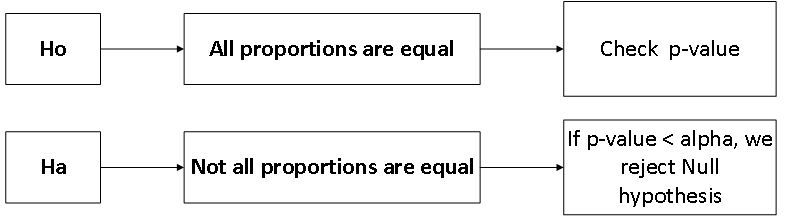 Ho
All proportions are equal
Check p-value
Ha
Not all proportions are equal
If p-value < alpha, we
reject Null
hypothesis